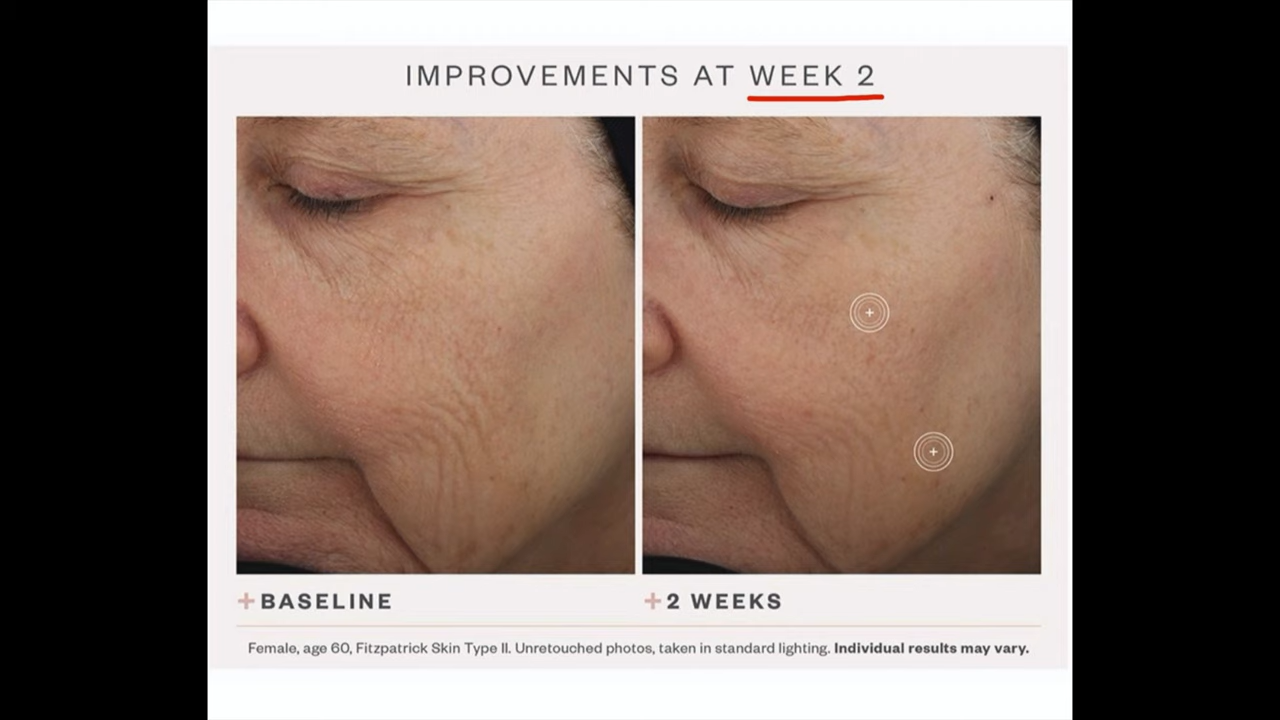 IMPROVEMENTS AT WEEK 2
+BASELINE
+2 WEEKS
Female, age 60, Fitzpatrick Skin Type II. Unretouched photos, taken in standard lighting. Individual results may vary.